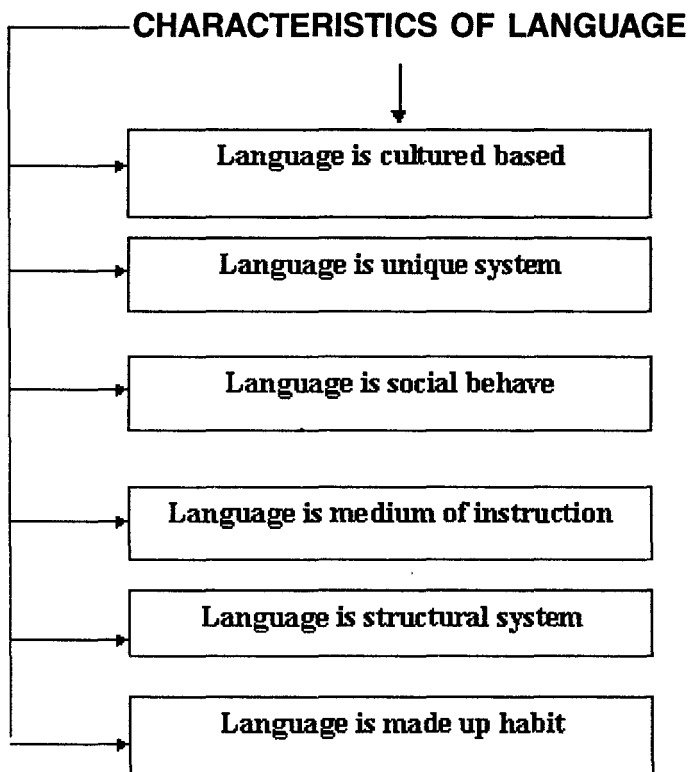 CHARACTERISTICS OF LANGUAGE
Language is cultured based
Language is unique system
Language is social behave
Language is medium of instruction
Language is structural system
Language is made up habit